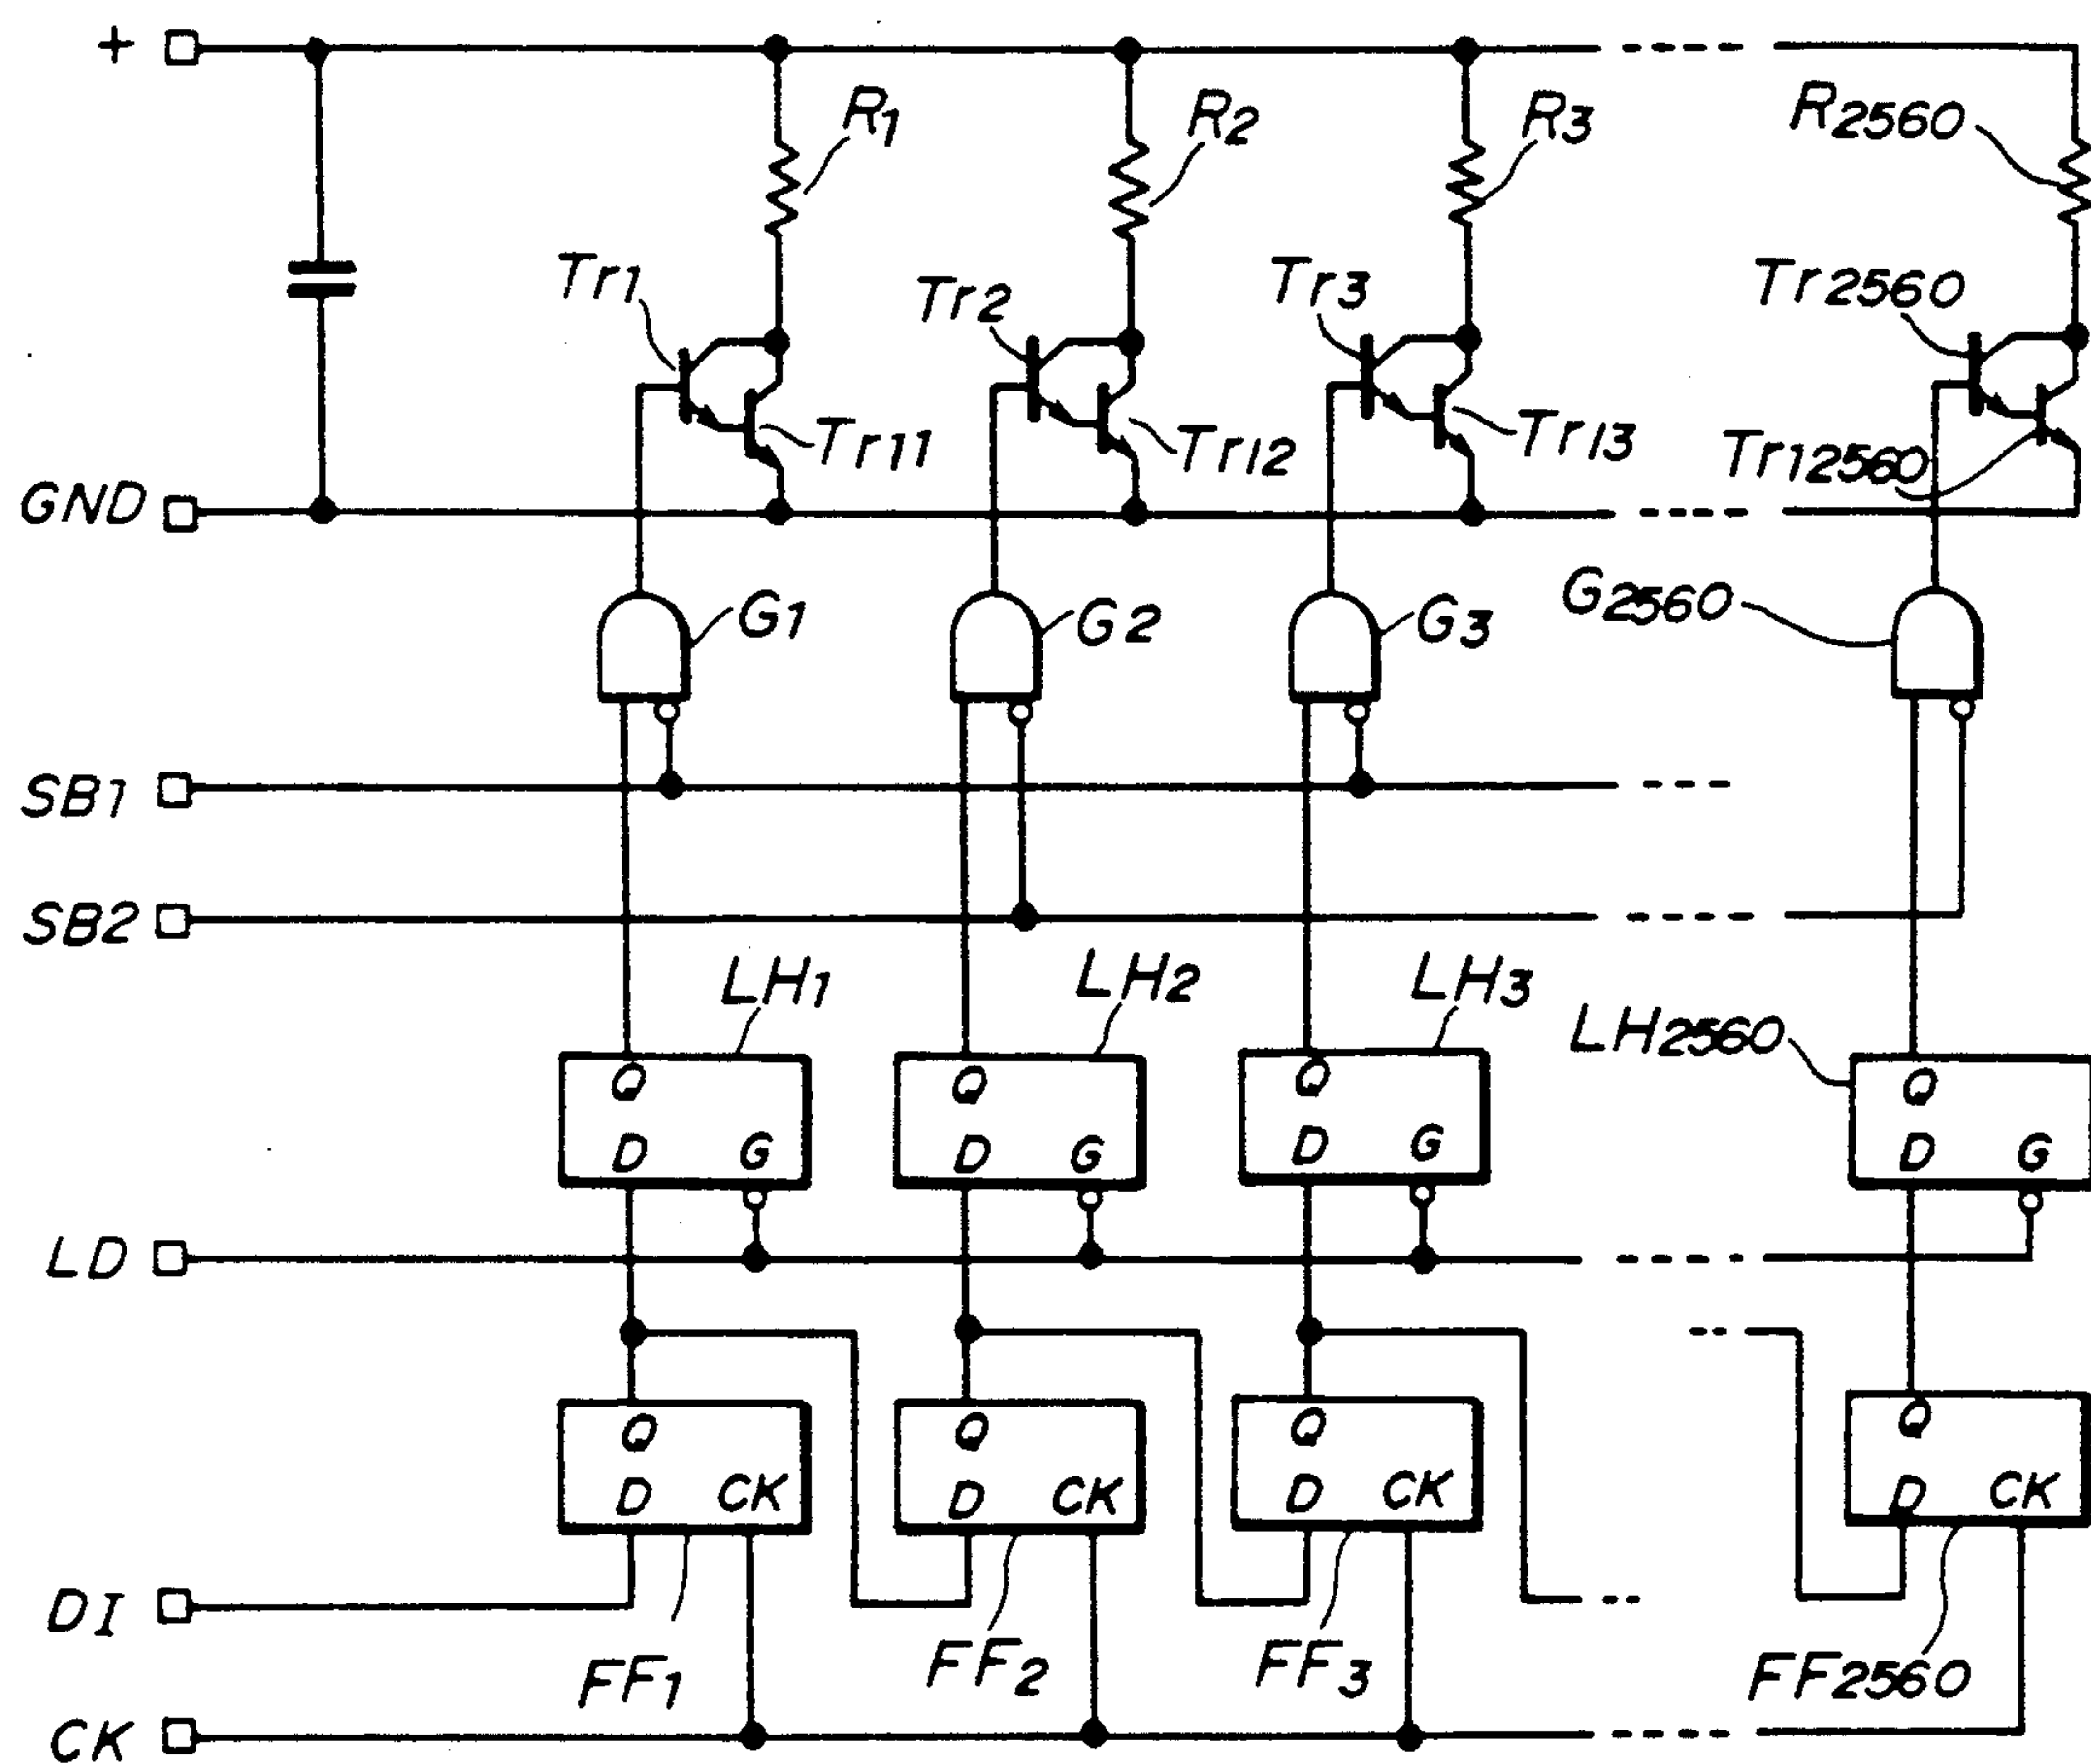 +
R1
R2
R3
R2560
Tr1
Tr2
Tr3
Tr2560
Tr11
Tr12
Tr13
Tr12560
GND
G1
G2
G3
G2560
SB1
SB2
LH1
LH2
LH3
LH2560
Q
Q
Q
Q
D G
D G
D G
D G
LD
Q
Q
Q
Q
D CK
D CK
D CK
D CK
DI
FF1
FF2
FF3
FF2560
CK